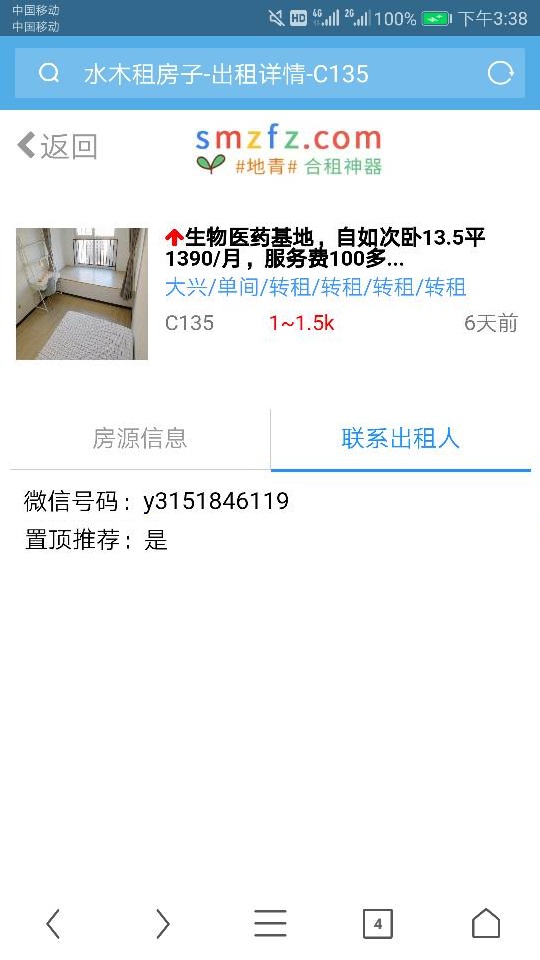 中国移动
中国移动
HD 4G 2G 100% 下午3:38
水木租房子-出租详情-C135
返回
smzfz.com
#地青# 合租神器
生物医药基地，自如次卧13.5平
1390/月，服务费100多...
大兴/单间/转租/转租/转租/转租
C135 1~1.5k 6天前
房源信息 联系出租人
微信号码：y3151846119
置顶推荐：是
4